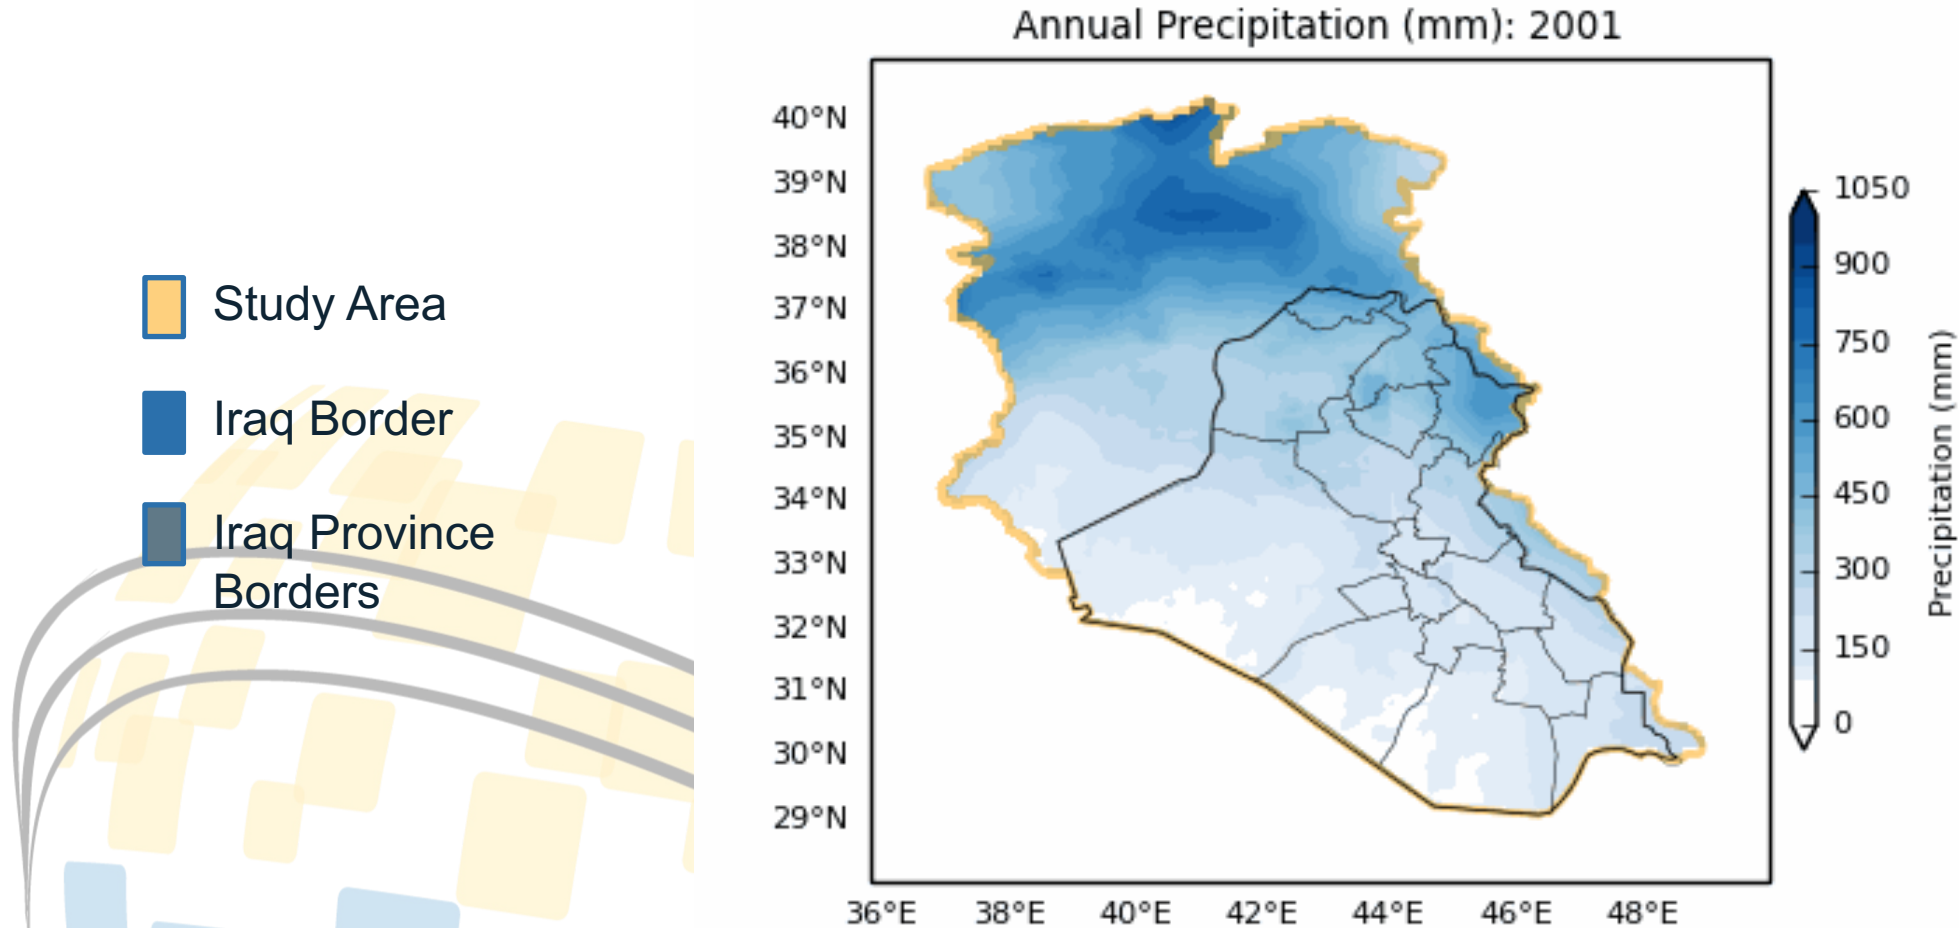 Annual Precipitation (mm): 2001
Study Area
Iraq Border
Iraq Province
Borders
40°N
39°N
38°N
37°N
36°N
35°N
34°N
33°N
32°N
31°N
30°N
29°N
36°E
38°E
40°E
42°E
44°E
46°E
48°E
1050
900
750
600
450
300
150
0
Precipitation (mm)